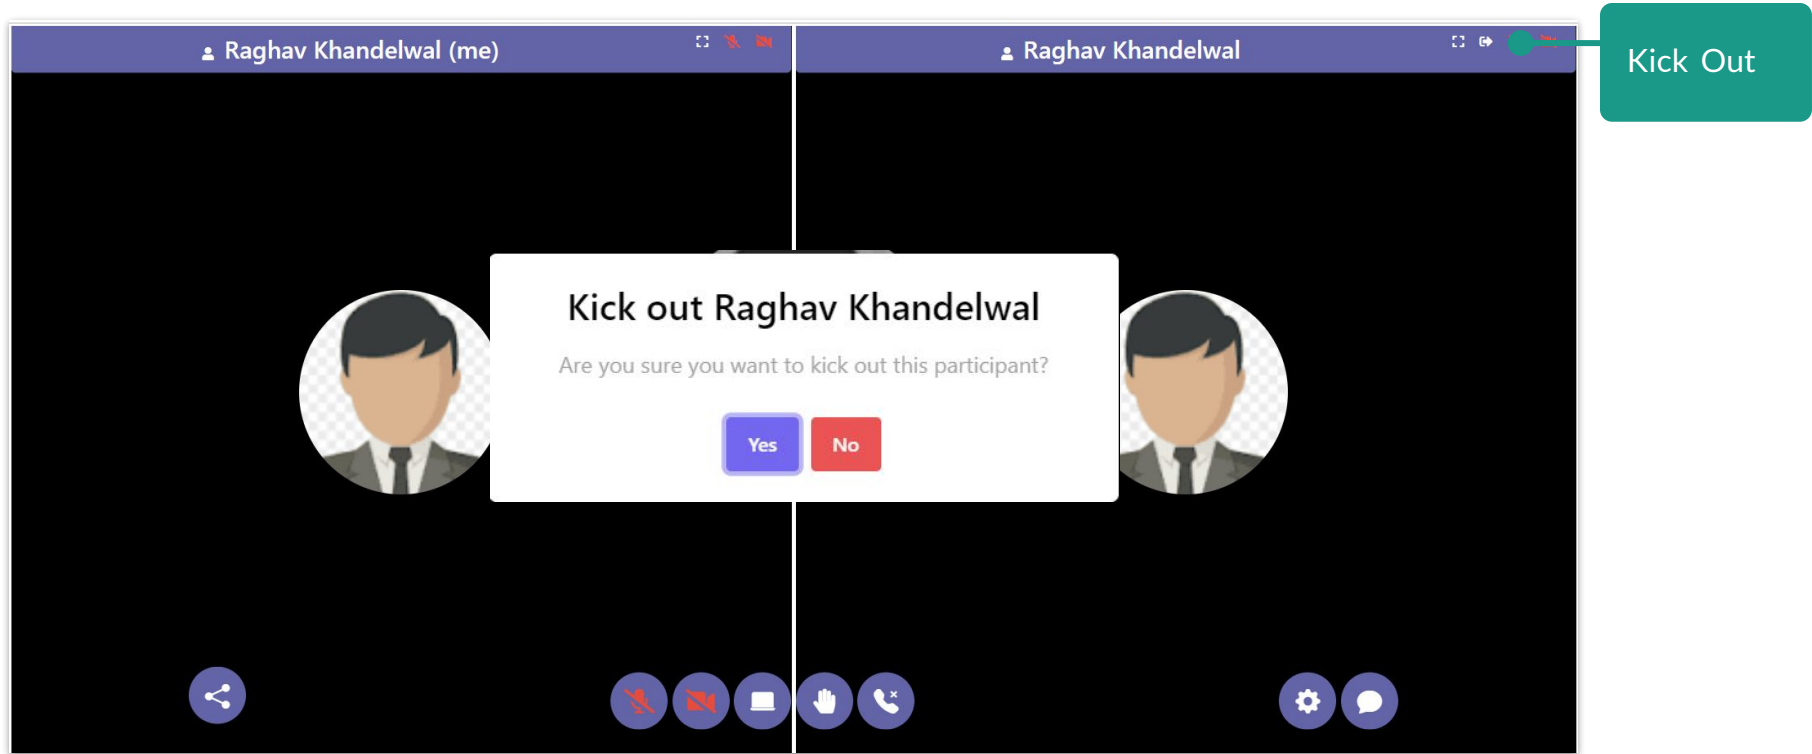 Raghav Khandelwal (me)
Raghav Khandelwal
Kick Out
Kick out Raghav Khandelwal
Are you sure you want to kick out this participant?
Yes
No